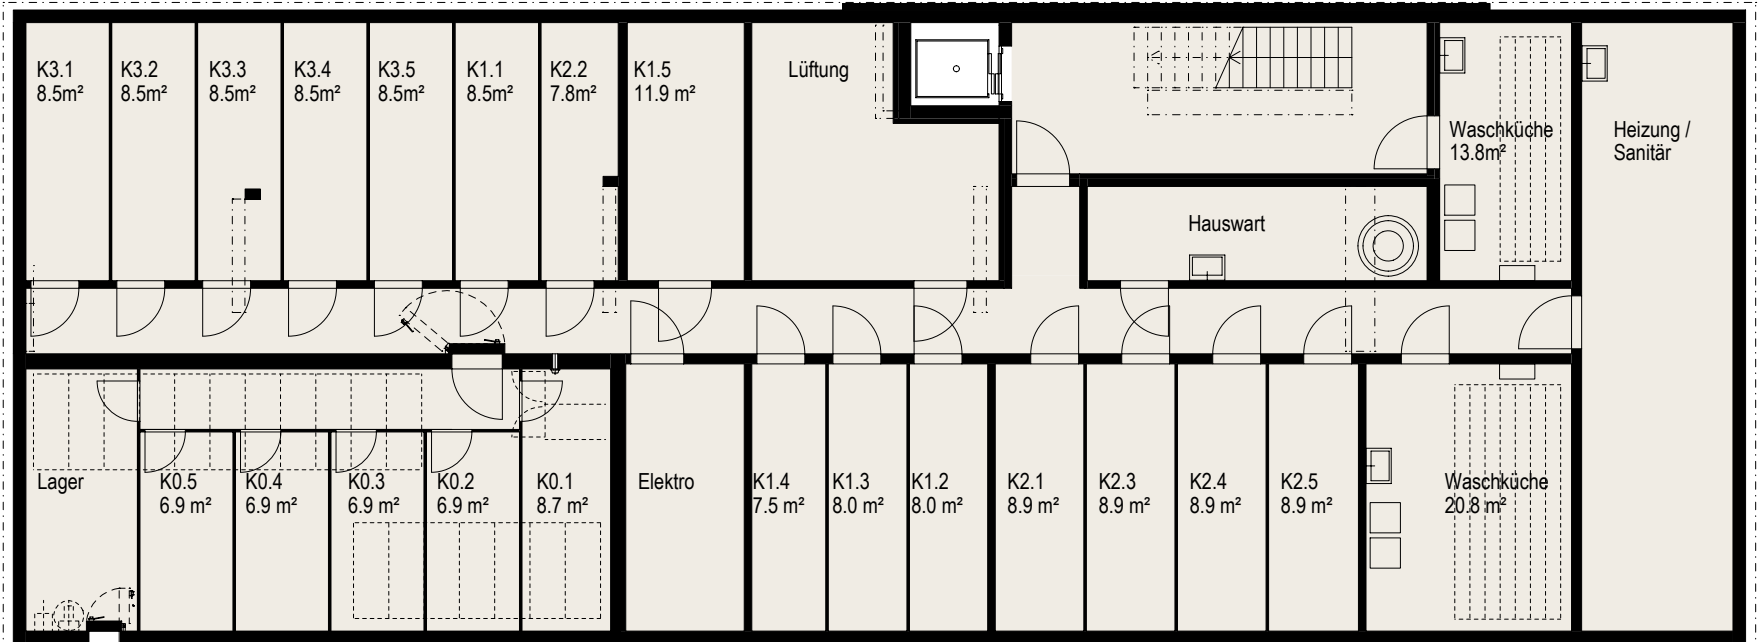 K3.1
8.5m²
K3.2
8.5m²
K3.3
8.5m²
K3.4
8.5m²
K3.5
8.5m²
K1.1
8.5m²
K2.2
7.8m²
K1.5
11.9 m²
Lüftung
Waschküche
13.8m²
Heizung /
Sanitär
Hauswart
Lager
K0.5
6.9 m²
K0.4
6.9 m²
K0.3
6.9 m²
K0.2
6.9 m²
K0.1
8.7 m²
Elektro
K1.4
7.5 m²
K1.3
8.0 m²
K1.2
8.0 m²
K2.1
8.9 m²
K2.3
8.9 m²
K2.4
8.9 m²
K2.5
8.9 m²
Waschküche
20.8 m²